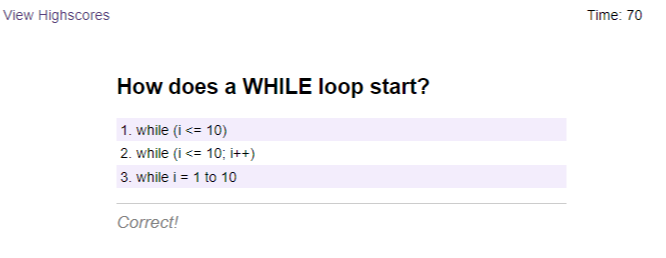 View Highscores
Time: 70
How does a WHILE loop start?
1. while (i <= 10)
2. while (i <= 10; i++)
3. while i = 1 to 10
Correct!